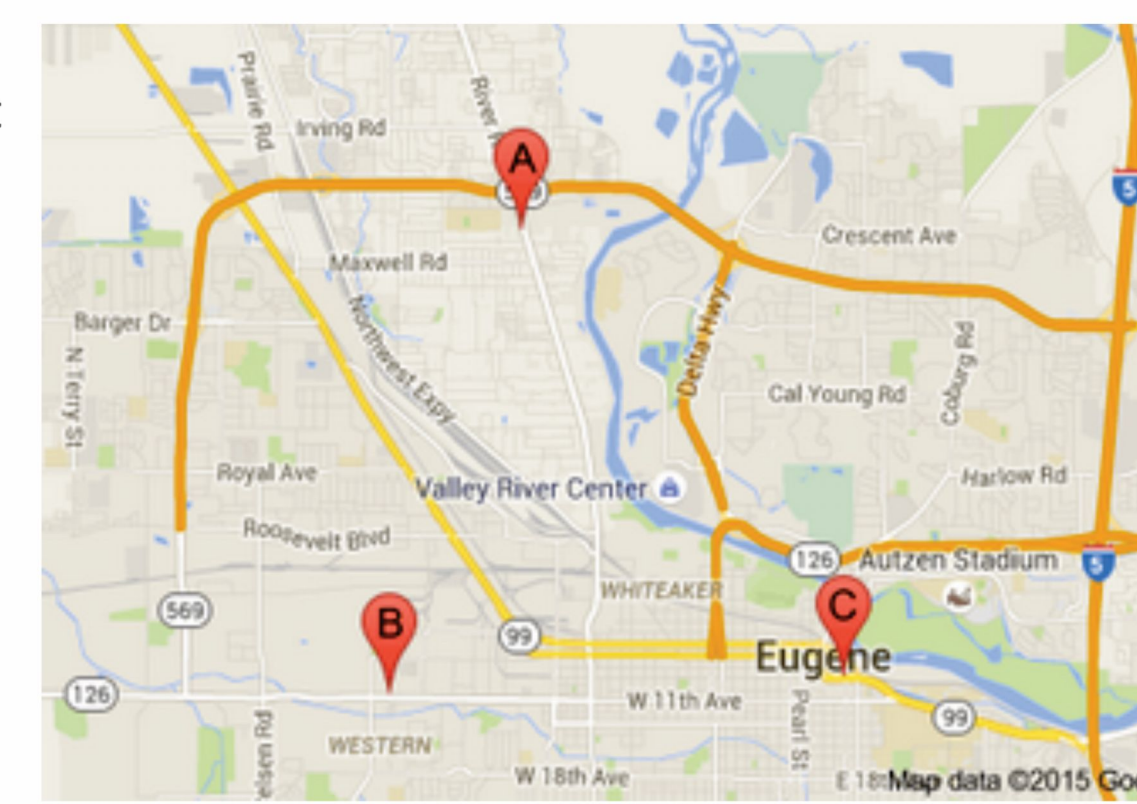 Prairie Rd
River
Irving Rd
A
5
Crescent Ave
Maxwell Rd
Barger Dr
Northwest Expy
Delta Hwy
N Terry St
Coburg Rd
Cal Young Rd
Royal Ave
Valley River Center
Harlow Rd
Roosevelt Blvd
126
Autzen Stadium
5
WHITEAKER
569
B
C
99
Eugene
126
W 11th Ave
Pearl St
99
WESTERN
W 18th Ave
E 18
Map data ©2015 Goo